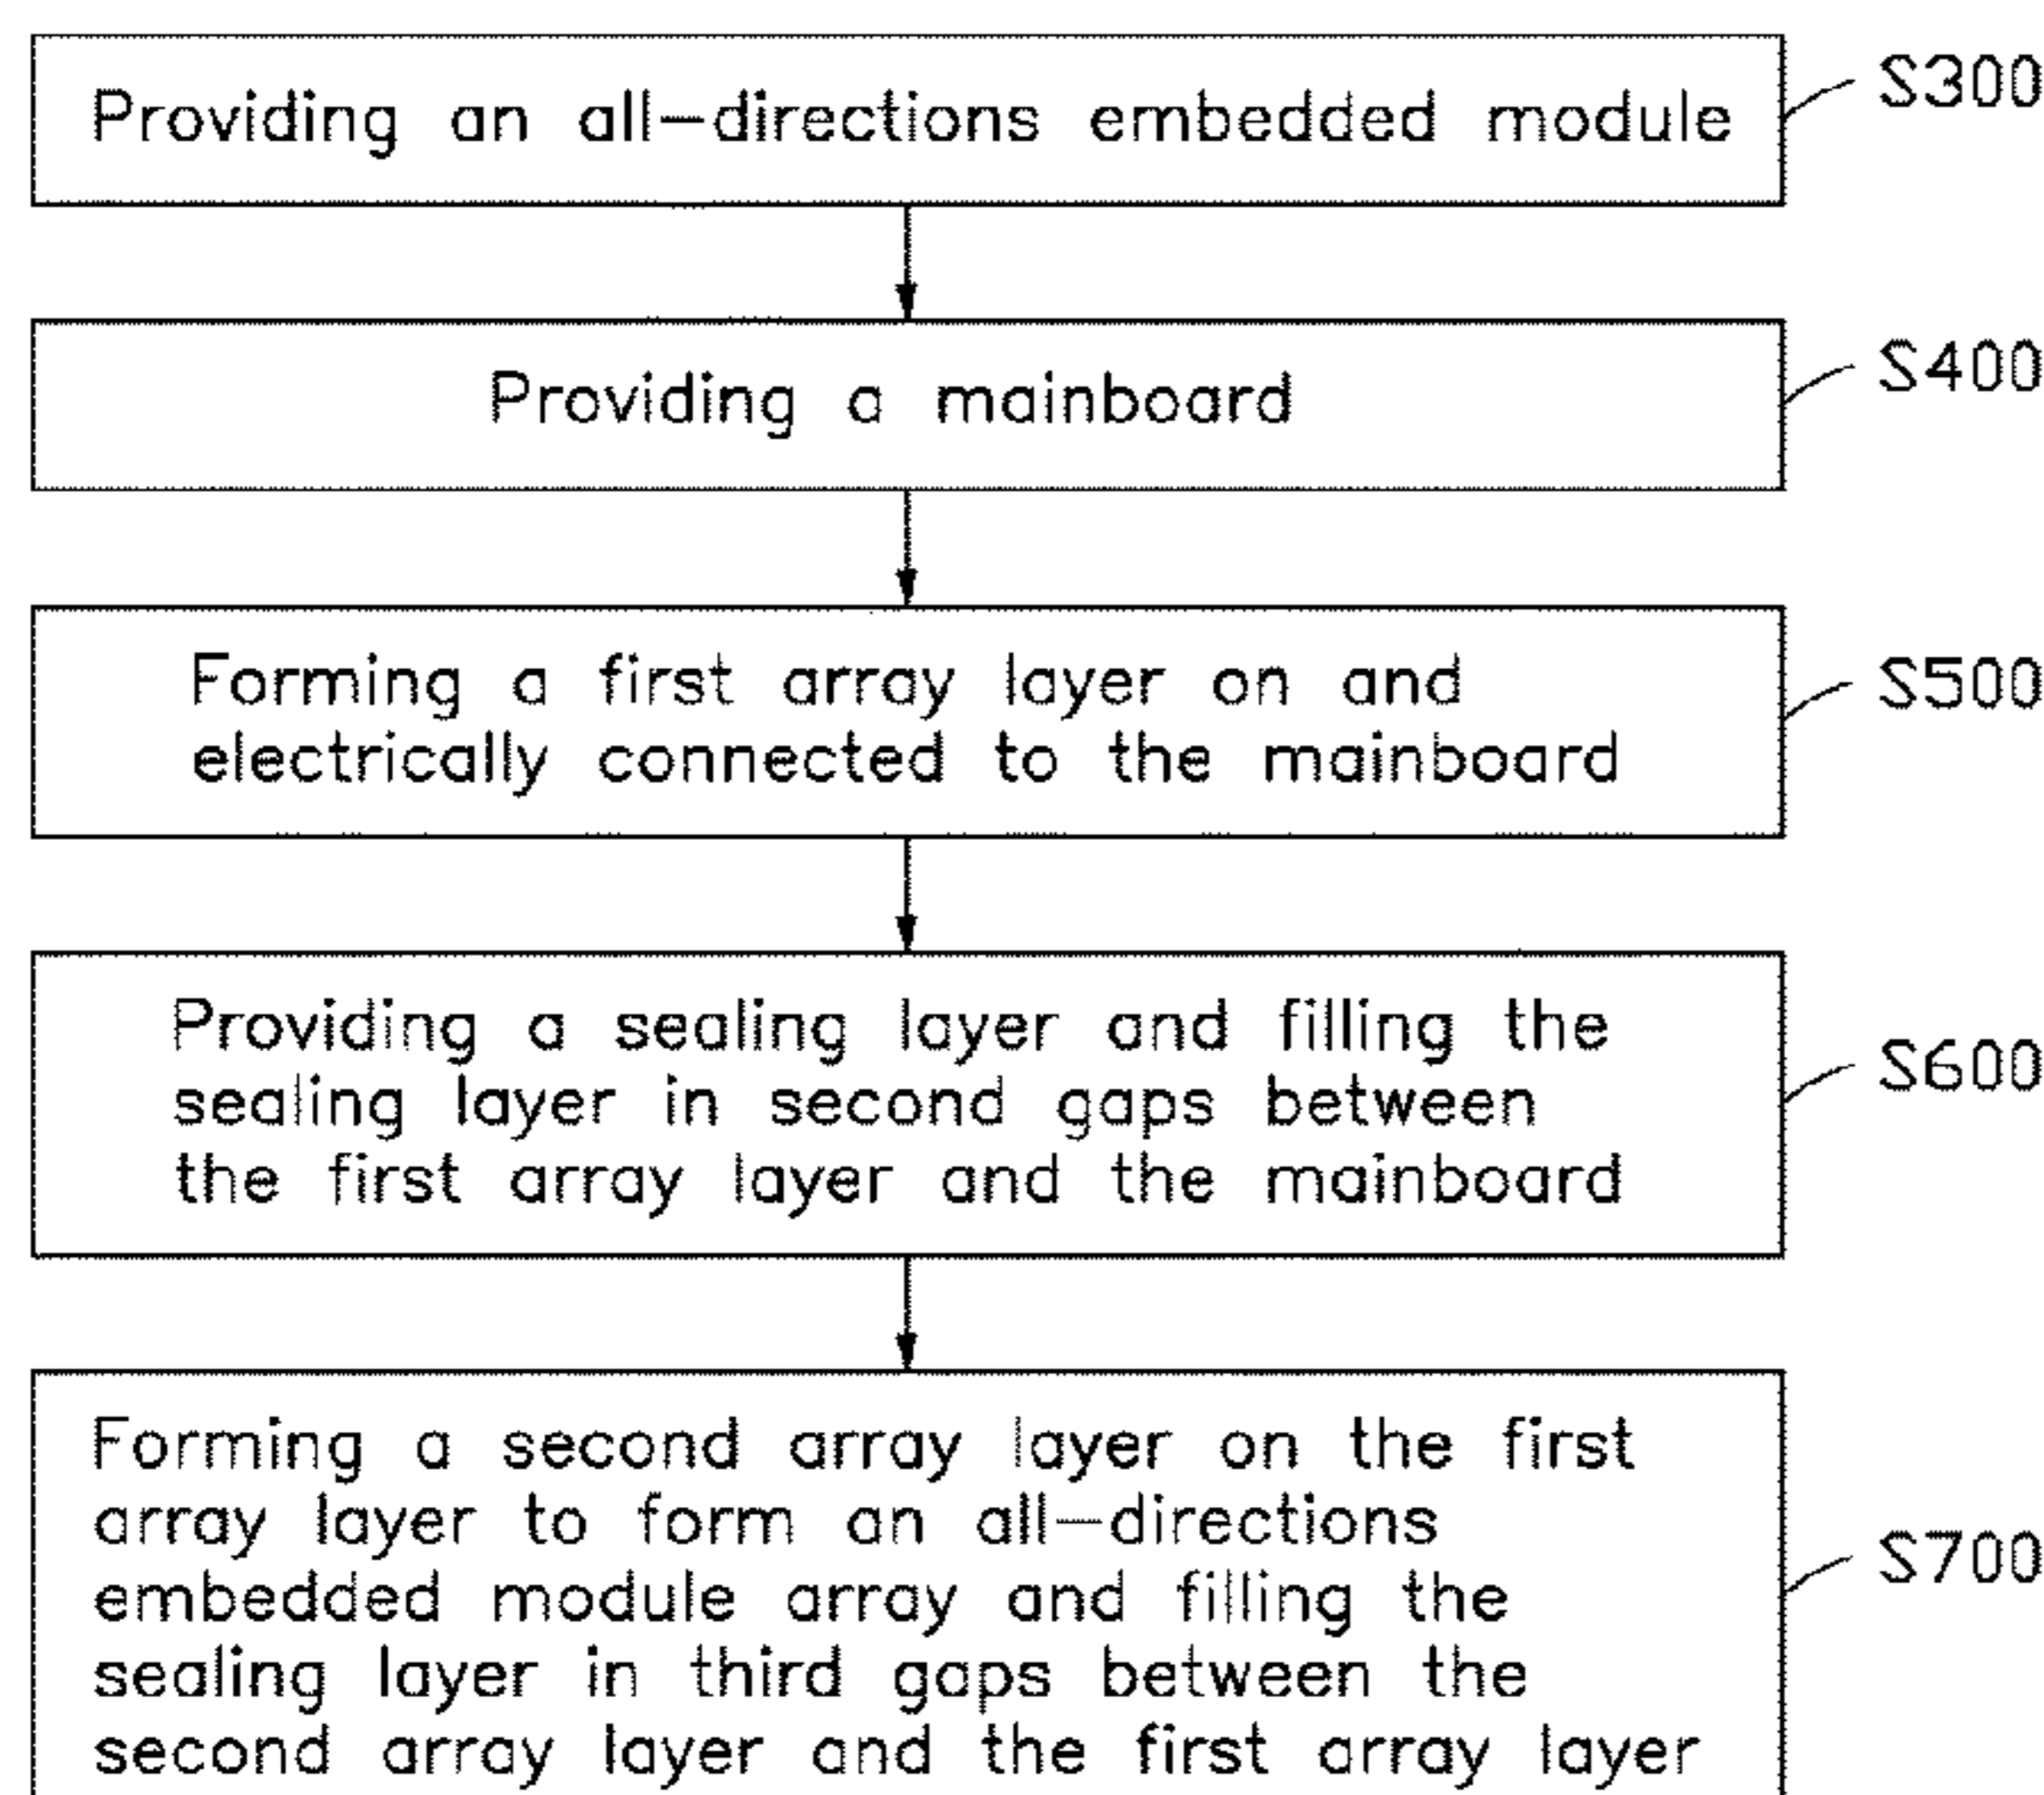 Providing an all-directions embedded module
S300
Providing a mainboard
S400
Forming a first array layer on and
electrically connected to the mainboard
S500
Providing a sealing layer and filling the
sealing layer in second gaps between
the first array layer and the mainboard
S600
Forming a second array layer on the first
array layer to form an all-directions
embedded module array and filling the
sealing layer in third gaps between the
second array layer and the first array layer
S700